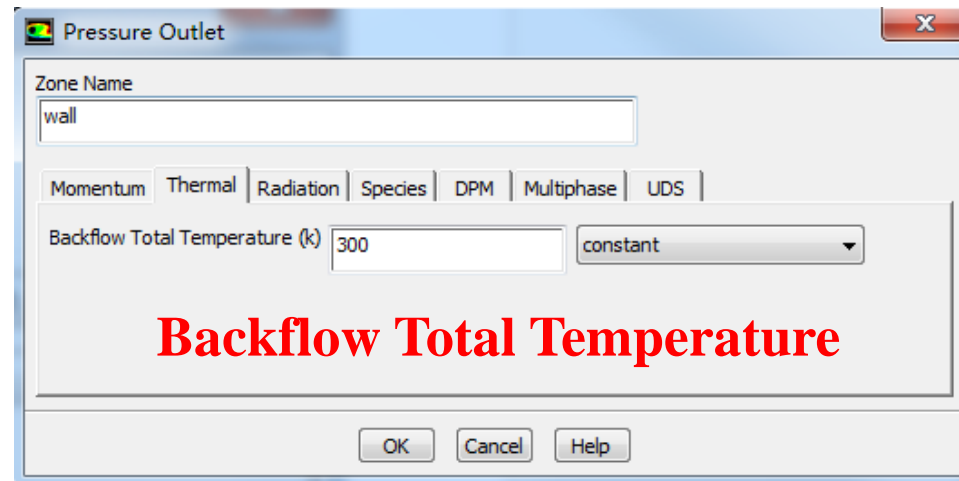 Pressure Outlet
x
Zone Name
wall
Momentum Thermal Radiation Species DPM Multiphase UDS
Backflow Total Temperature (k) 300 constant
Backflow Total Temperature
OK Cancel Help